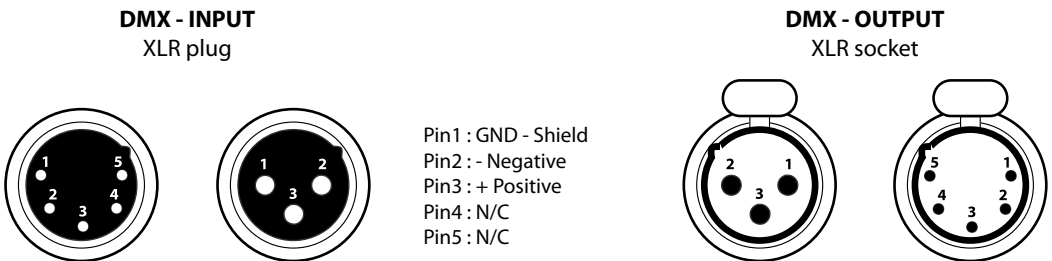 DMX - INPUT
XLR plug
1 5
2 4
3
1 2
3
Pin1 : GND - Shield
Pin2 : - Negative
Pin3 : + Positive
Pin4 : N/C
Pin5 : N/C
DMX - OUTPUT
XLR socket
2 1
3
5 1
4 2
3